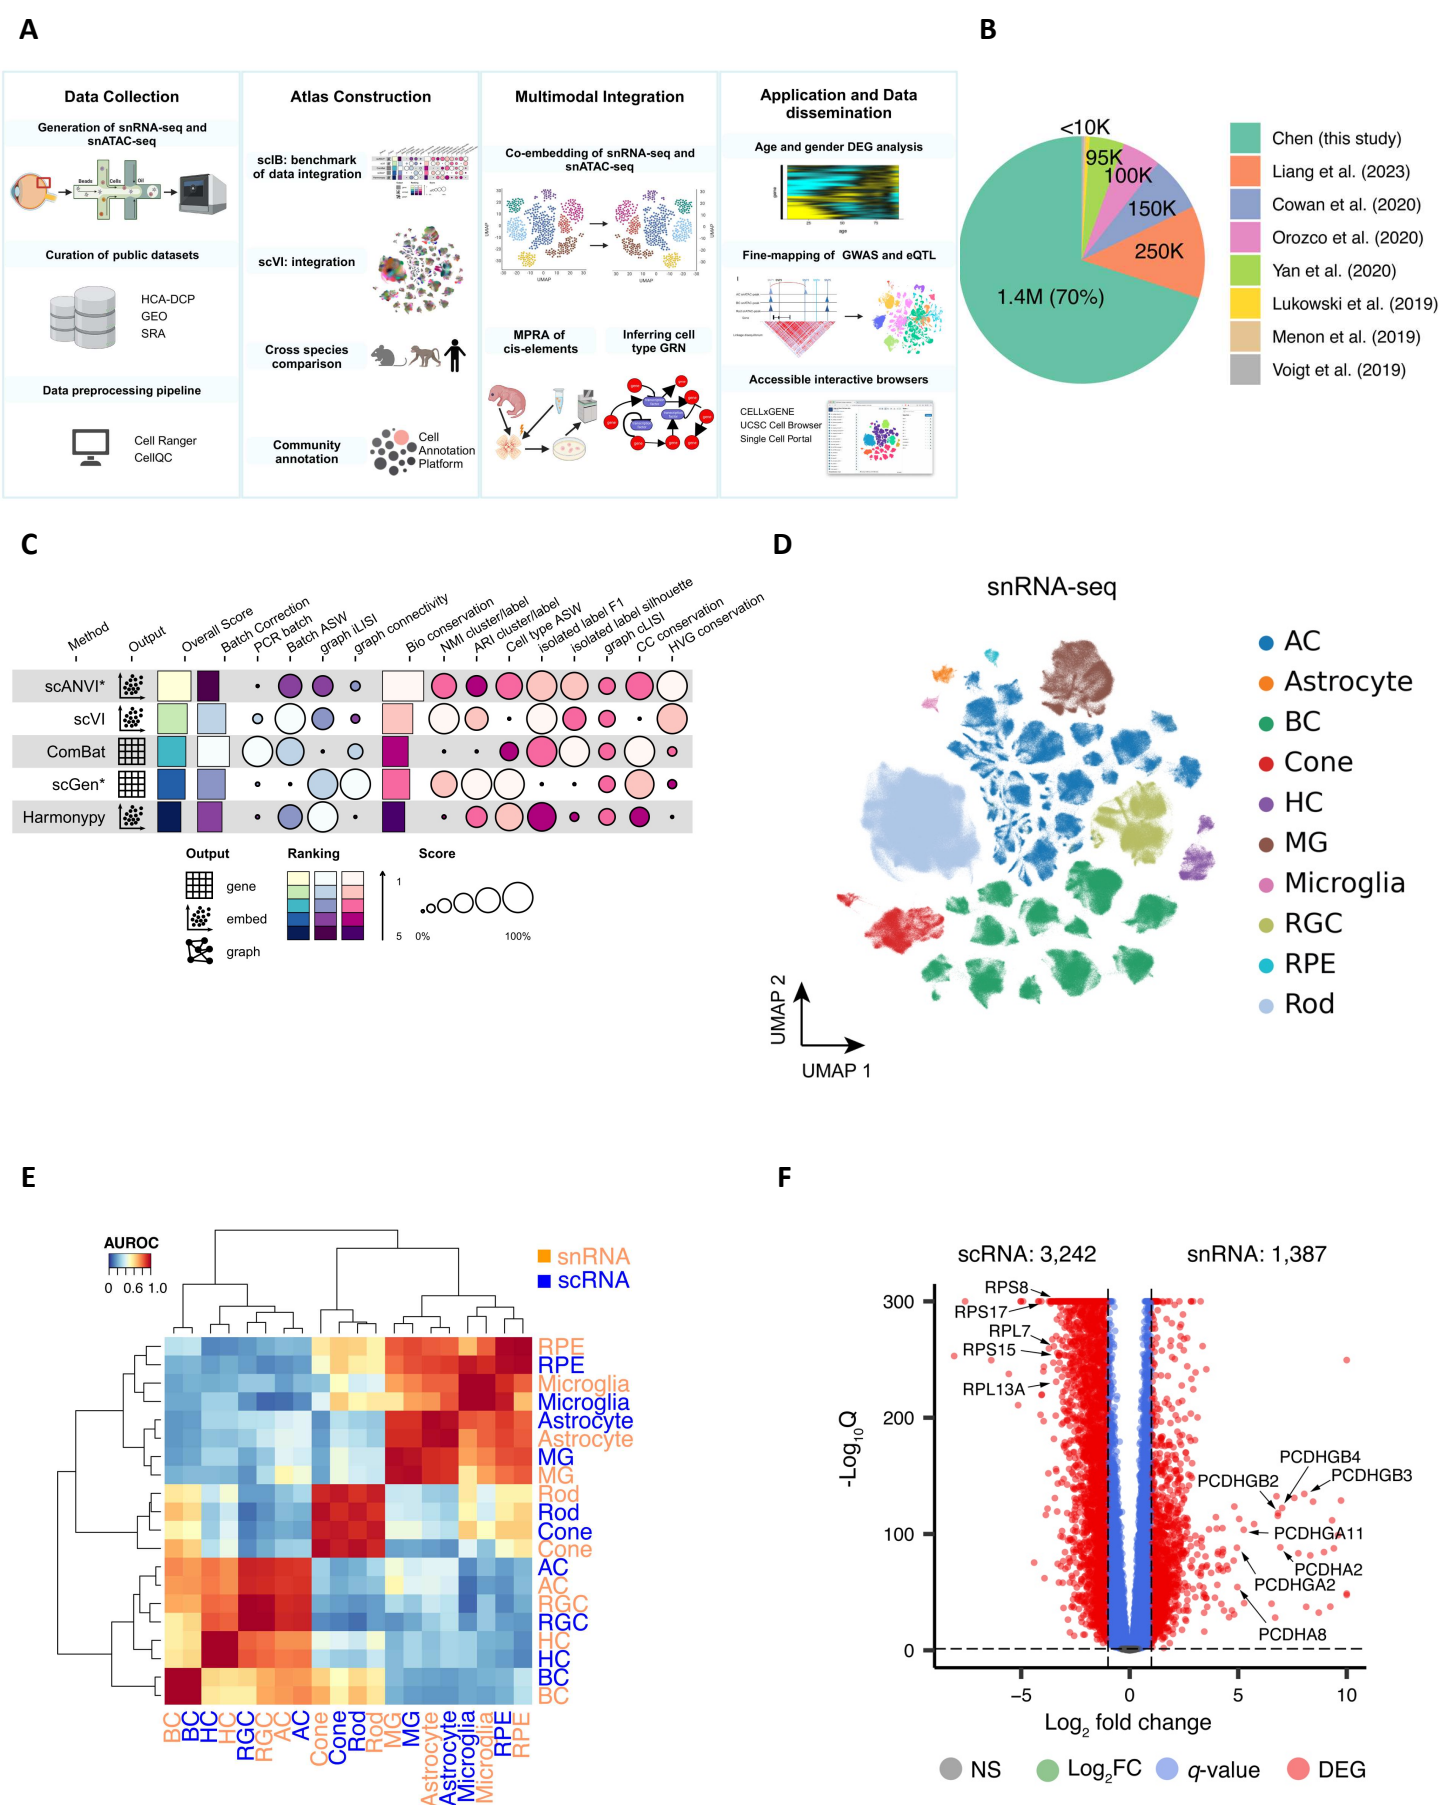 A
Data Collection
Generation of snRNA-seq and
snATAC-seq
Beads
Cells
Oil
Curation of public datasets
HCA-DCP
GEO
SRA
Data preprocessing pipeline
Cell Ranger
CellQC
Atlas Construction
scIB: benchmark
of data integration
scVI: integration
Cross species
comparison
Community
annotation
Cell
Annotation
Platform
Multimodal Integration
Co-embedding of snRNA-seq and
snATAC-seq
UMAP
UMAP
UMAP
UMAP
MPRA of
cis-elements
Inferring cell
type GRN
Application and Data
dissemination
Age and gender DEG analysis
gene
age
Fine-mapping of GWAS and eQTL
Accessible interactive browsers
CELLxGENE
UCSC Cell Browser
Single Cell Portal
B
<10K
95K
100K
150K
250K
1.4M (70%)
Chen (this study)
Liang et al. (2023)
Cowan et al. (2020)
Orozco et al. (2020)
Yan et al. (2020)
Lukowski et al. (2019)
Menon et al. (2019)
Voigt et al. (2019)
C
Method
Output
Overall Score
Batch Correction
PCR batch
Batch ASW
graph iLISI
graph connectivity
Bio conservation
NMI cluster/label
ARI cluster/label
Cell type ASW
isolated label F1
isolated label silhouette
graph cLISI
CC conservation
HVG conservation
scANVI*
scVI
ComBat
scGen*
Harmonypy
Output
gene
embed
graph
Ranking
1
5
Score
0%
100%
D
snRNA-seq
UMAP 2
UMAP 1
AC
Astrocyte
BC
Cone
HC
MG
Microglia
RGC
RPE
Rod
E
AUROC
0 0.6 1.0
snRNA
scRNA
RPE
RPE
Microglia
Microglia
Astrocyte
Astrocyte
MG
MG
Rod
Rod
Cone
Cone
AC
AC
RGC
RGC
HC
HC
BC
BC
BC
BC
HC
HC
RGC
RGC
AC
AC
Cone
Cone
Rod
Rod
MG
MG
Astrocyte
Astrocyte
Microglia
Microglia
RPE
RPE
F
scRNA: 3,242
snRNA: 1,387
300
200
100
0
-Log10Q
RPS8
RPS17
RPL7
RPS15
RPL13A
PCDHGB4
PCDHGB2
PCDHGB3
PCDHGA11
PCDHA2
PCDHGA2
PCDHA8
−5
0
5
10
Log2 fold change
NS
Log2FC
q-value
DEG